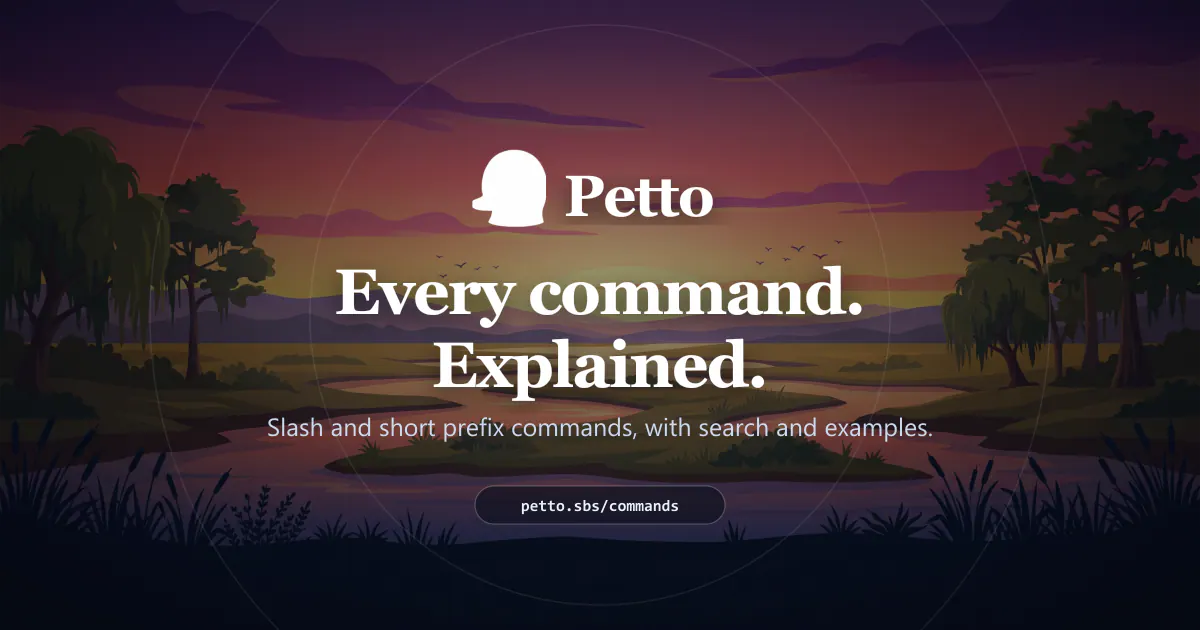 Petto
Every command.
Explained.
Slash and short prefix commands, with search and examples.
petto.sbs/commands